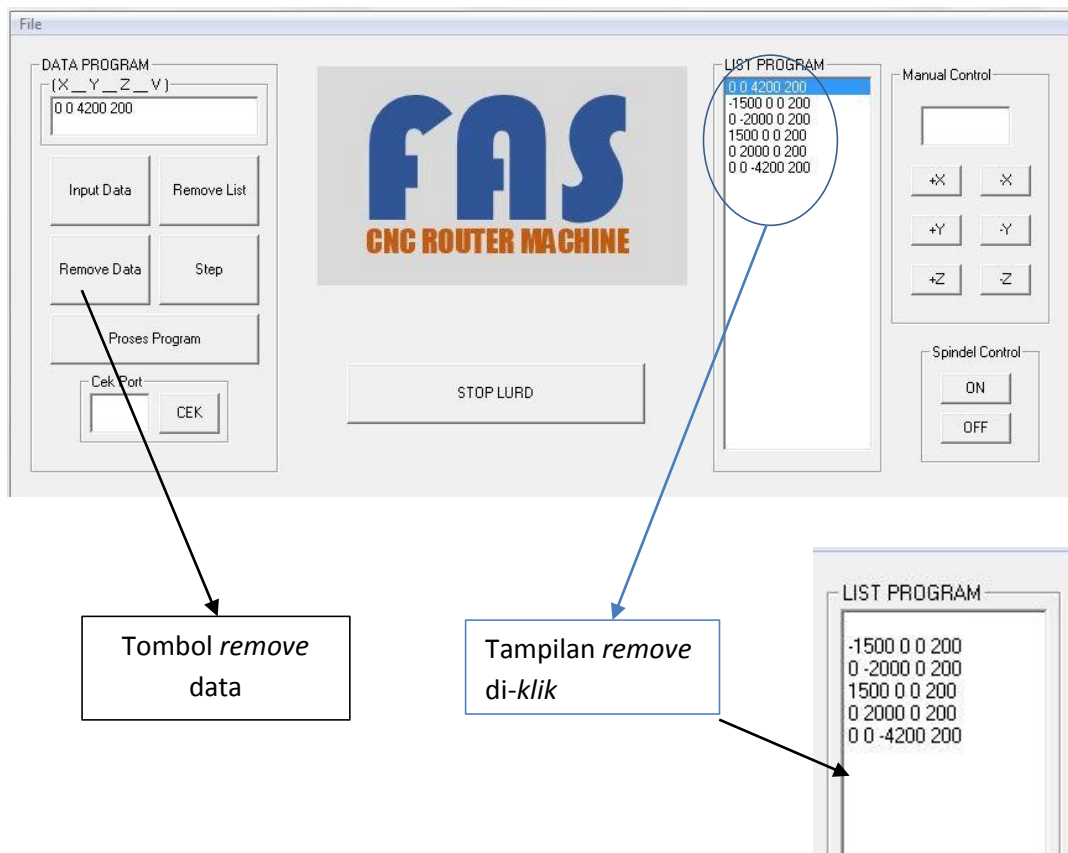 File
DATA PROGRAM
(X__Y__Z__V)
0 0 4200 200
Input Data
Remove List
Remove Data
Step
Proses Program
Cek Port
CEK
FAS
CNC ROUTER MACHINE
STOP LURD
LIST PROGRAM
0 0 4200 200
-1500 0 0 200
0 -2000 0 200
1500 0 0 200
0 2000 0 200
0 0 -4200 200
Manual Control
+X
-X
+Y
-Y
+Z
-Z
Spindel Control
ON
OFF
Tombol remove
data
Tampilan remove
di-klik
LIST PROGRAM
-1500 0 0 200
0 -2000 0 200
1500 0 0 200
0 2000 0 200
0 0 -4200 200